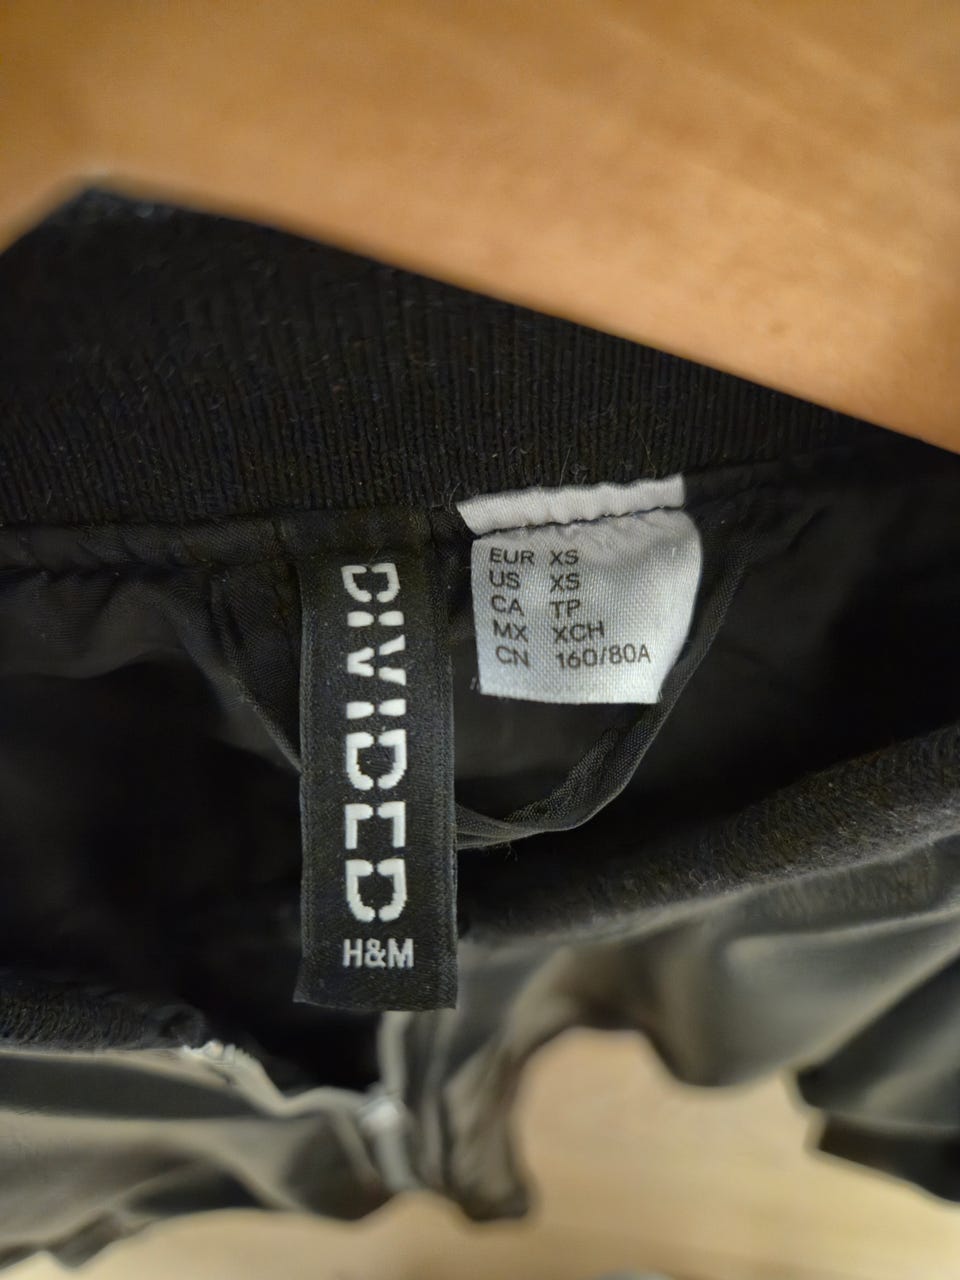 DIVIDED
H&M
EUR XS
US XS
CA TP
MX XCH
CN 160/80A